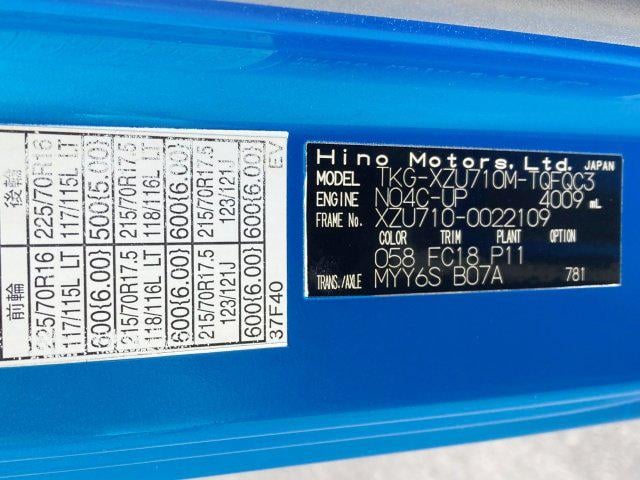 前輪 後輪
225/70R16 225/70R16
117/115L LT 117/115L LT
600{6.00} 500{5.00}
215/70R17.5 215/70R17.5
118/116L LT 118/116L LT
600{6.00} 600{6.00}
215/70R17.5 215/70R17.5
123/121J 123/121J
600{6.00} 600{6.00}
37F40 EV
Hino Motors, Ltd. JAPAN
MODEL TKG-XZU710M-TQFQC3
ENGINE N04C-UP 4009 mL
FRAME No. XZU710-0022109
COLOR TRIM PLANT OPTION
058 FC18 P11
TRANS./AXLE MYY6S B07A 781